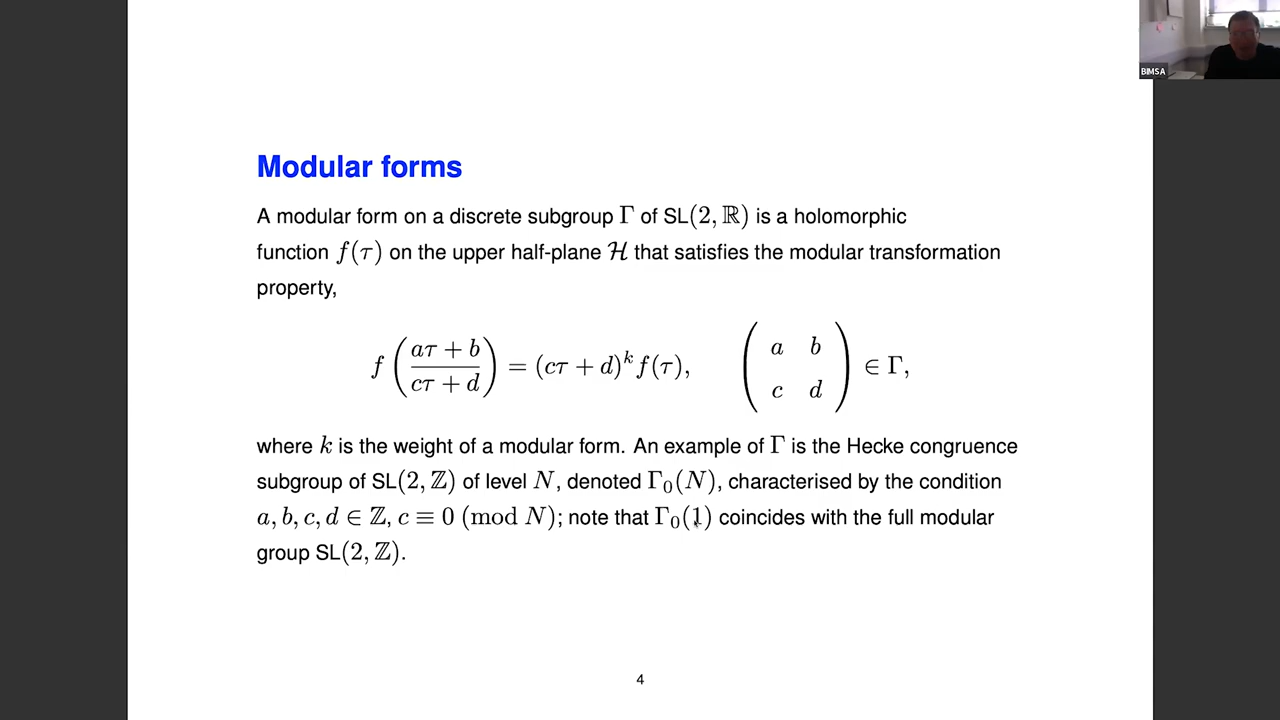 BIMSA
Modular forms
A modular form on a discrete subgroup Γ of SL(2, ℝ) is a holomorphic
function f(τ) on the upper half-plane ℋ that satisfies the modular transformation
property,
f((aτ + b)/(cτ + d)) = (cτ + d)^k f(τ), (a b; c d) ∈ Γ,
where k is the weight of a modular form. An example of Γ is the Hecke congruence
subgroup of SL(2, ℤ) of level N, denoted Γ₀(N), characterised by the condition
a, b, c, d ∈ ℤ, c ≡ 0 (mod N); note that Γ₀(1) coincides with the full modular
group SL(2, ℤ).
4